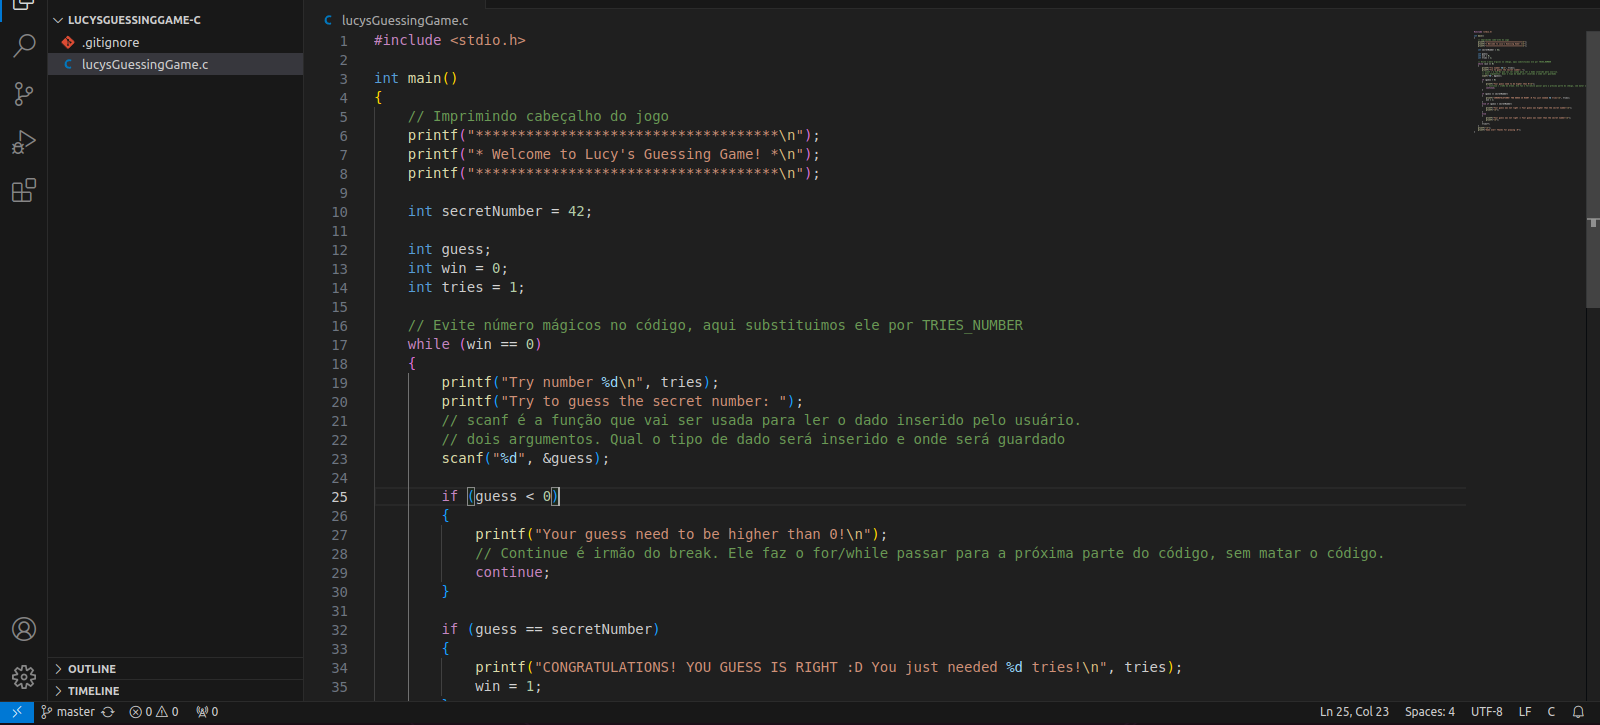 LUCYSGUESSINGGAME-C
.gitignore
C lucysGuessingGame.c
OUTLINE
TIMELINE
C lucysGuessingGame.c
1 #include <stdio.h>
2
3 int main()
4 {
5 // Imprimindo cabeçalho do jogo
6 printf("************************************\n");
7 printf("* Welcome to Lucy's Guessing Game! *\n");
8 printf("************************************\n");
9
10 int secretNumber = 42;
11
12 int guess;
13 int win = 0;
14 int tries = 1;
15
16 // Evite número mágicos no código, aqui substituimos ele por TRIES_NUMBER
17 while (win == 0)
18 {
19 printf("Try number %d\n", tries);
20 printf("Try to guess the secret number: ");
21 // scanf é a função que vai ser usada para ler o dado inserido pelo usuário.
22 // dois argumentos. Qual o tipo de dado será inserido e onde será guardado
23 scanf("%d", &guess);
24
25 if (guess < 0)
26 {
27 printf("Your guess need to be higher than 0!\n");
28 // Continue é irmão do break. Ele faz o for/while passar para a próxima parte do código, sem matar o código.
29 continue;
30 }
31
32 if (guess == secretNumber)
33 {
34 printf("CONGRATULATIONS! YOU GUESS IS RIGHT :D You just needed %d tries!\n", tries);
35 win = 1;
master 0 0 0 Ln 25, Col 23 Spaces: 4 UTF-8 LF C